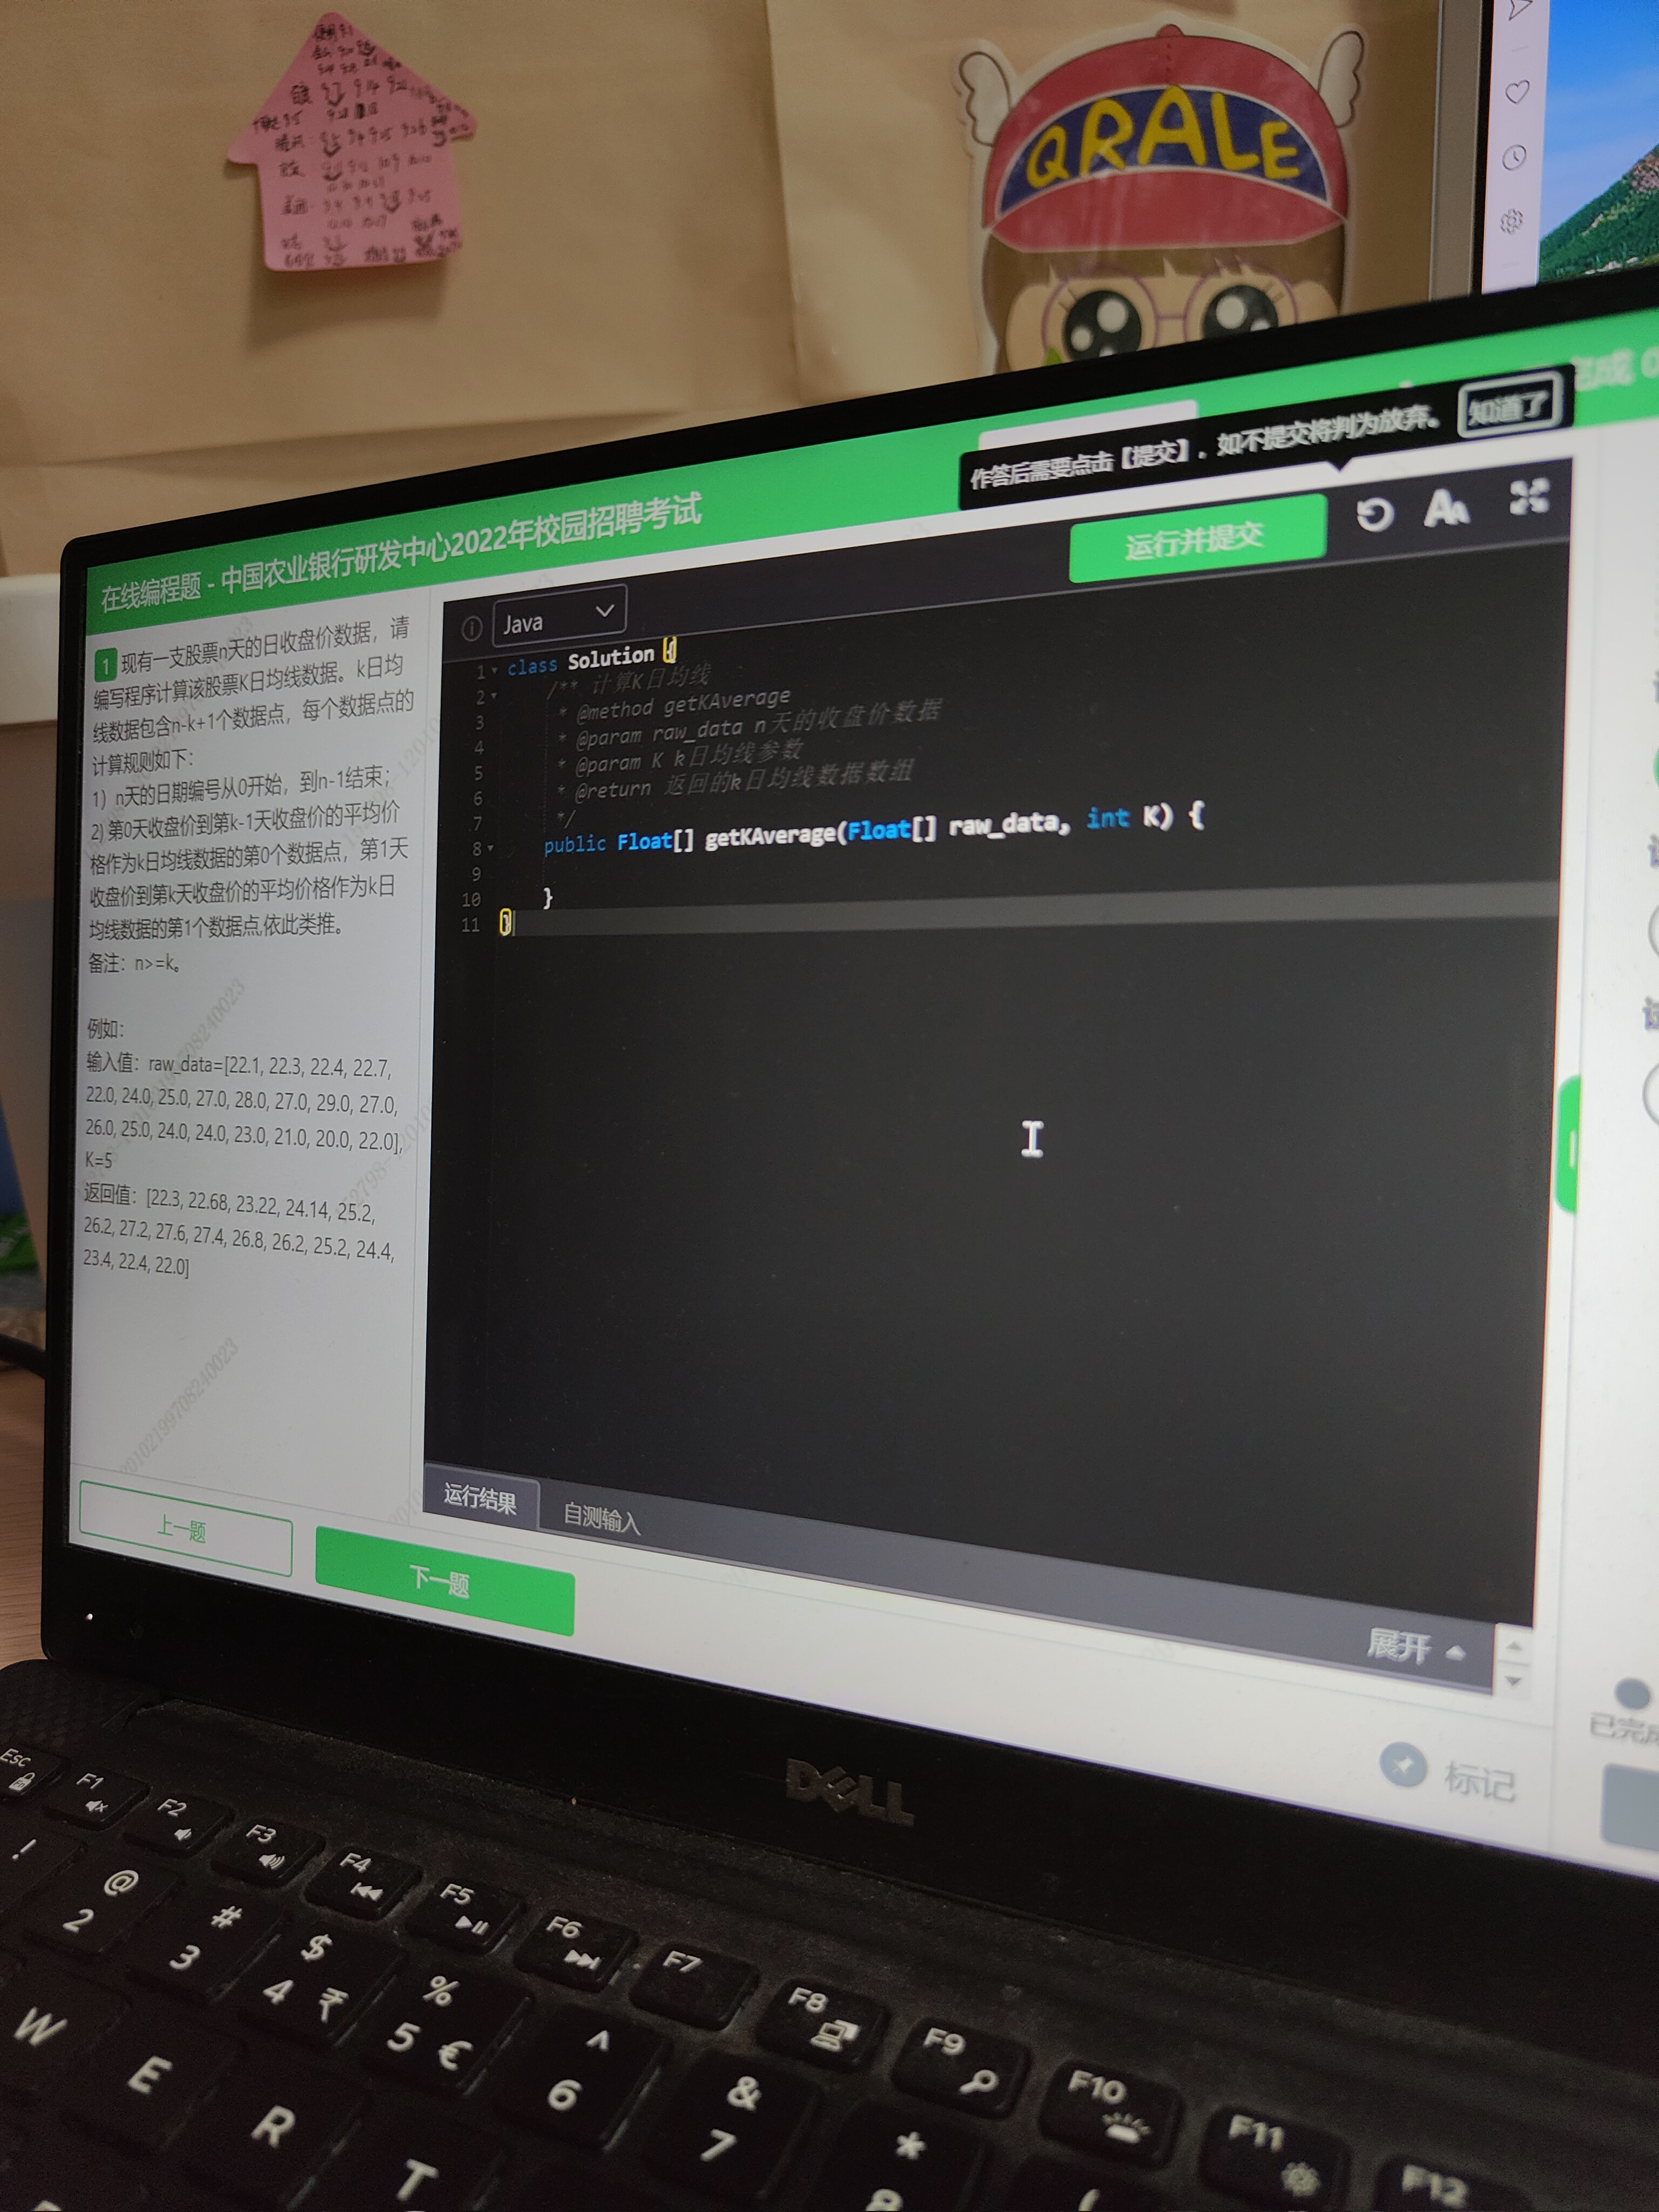 QRALE
在线编程题 - 中国农业银行研发中心2022年校园招聘考试
作答后需要点击【提交】，如不提交将判为放弃。 知道了
运行并提交
Java
1 现有一支股票n天的日收盘价数据，请
编写程序计算该股票K日均线数据。k日均
线数据包含n-k+1个数据点，每个数据点的
计算规则如下：
1) n天的日期编号从0开始，到n-1结束；
2) 第0天收盘价到第k-1天收盘价的平均价
格作为k日均线数据的第0个数据点，第1天
收盘价到第k天收盘价的平均价格作为k日
均线数据的第1个数据点,依此类推。
备注：n>=k。
例如：
输入值：raw_data=[22.1, 22.3, 22.4, 22.7,
22.0, 24.0, 25.0, 27.0, 28.0, 27.0, 29.0, 27.0,
26.0, 25.0, 24.0, 24.0, 23.0, 21.0, 20.0, 22.0],
K=5
返回值：[22.3, 22.68, 23.22, 24.14, 25.2,
26.2, 27.2, 27.6, 27.4, 26.8, 26.2, 25.2, 24.4,
23.4, 22.4, 22.0]
1 class Solution {
2 /** 计算K日均线
3 * @method getKAverage
4 * @param raw_data n天的收盘价数据
5 * @param K k日均线参数
6 * @return 返回的k日均线数据数组
7 */
8 public Float[] getKAverage(Float[] raw_data, int K) {
9
10 }
11 }
运行结果 自测输入
展开
上一题 下一题
标记
DELL
Esc F1 F2 F3 F4 F5 F6 F7 F8 F9 F10 F11 F12
! @ 2 # 3 $ 4 ₹ % 5 € ^ 6 & 7 * 8 (
W E R T